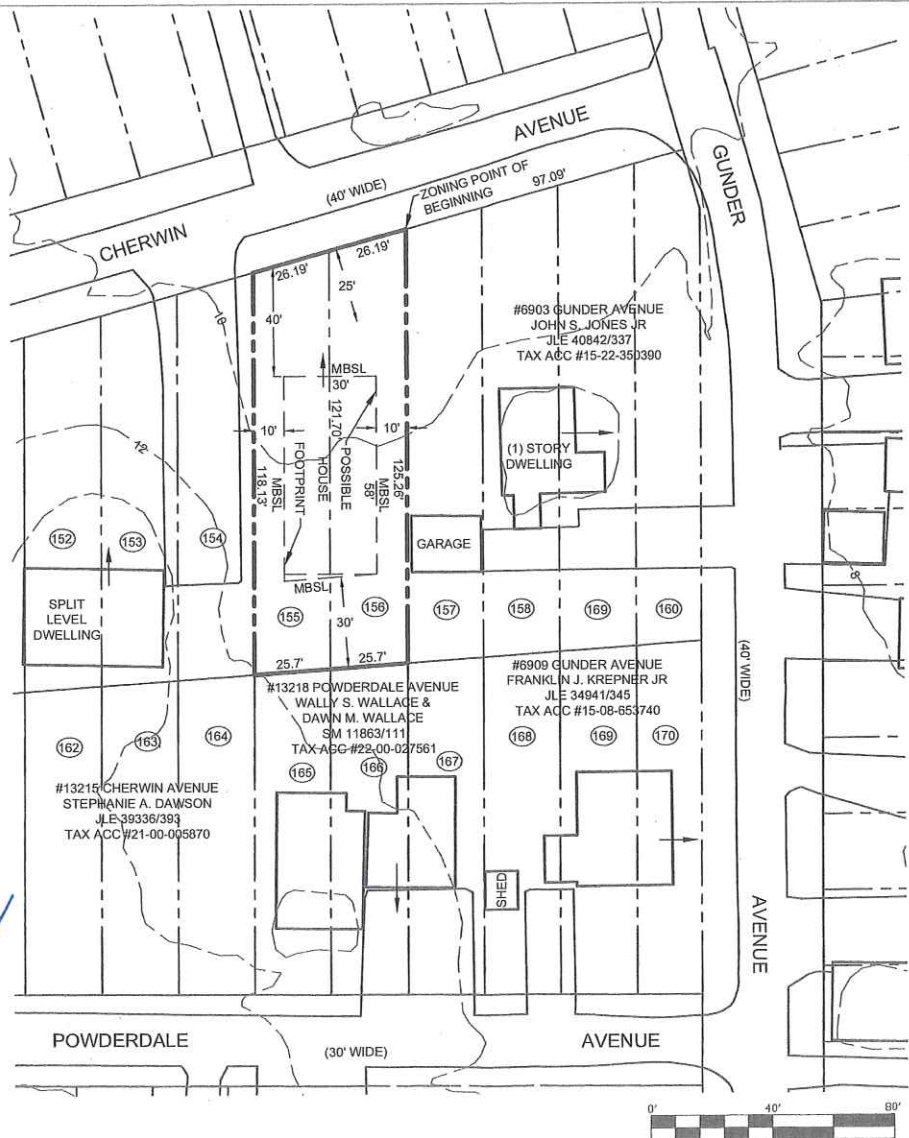 AVENUE
GUNDER
(40' WIDE)
ZONING POINT OF
BEGINNING
97.09'
CHERWIN
26.19'
26.19'
25'
40'
10
#6903 GUNDER AVENUE
JOHN S. JONES JR
JLE 40842/337
TAX ACC #15-22-350390
MBSL
30'
10'
10'
121.70'
POSSIBLE
HOUSE
FOOTPRINT
MBSL
118.13'
MBSL
58'
125.26'
12
(1) STORY
DWELLING
GARAGE
8
152
153
154
SPLIT
LEVEL
DWELLING
MBSL
155
156
157
158
169
160
30'
(40' WIDE)
25.7'
25.7'
#13218 POWDERDALE AVENUE
WALLY S. WALLACE &
DAWN M. WALLACE
SM 11863/111
TAX ACC #22-00-027561
#6909 GUNDER AVENUE
FRANKLIN J. KREPNER JR
JLE 34941/345
TAX ACC #15-08-653740
162
163
164
165
166
167
168
169
170
#13215 CHERWIN AVENUE
STEPHANIE A. DAWSON
JLE 39336/393
TAX ACC #21-00-005870
SHED
AVENUE
POWDERDALE
AVENUE
(30' WIDE)
0'
40'
80'